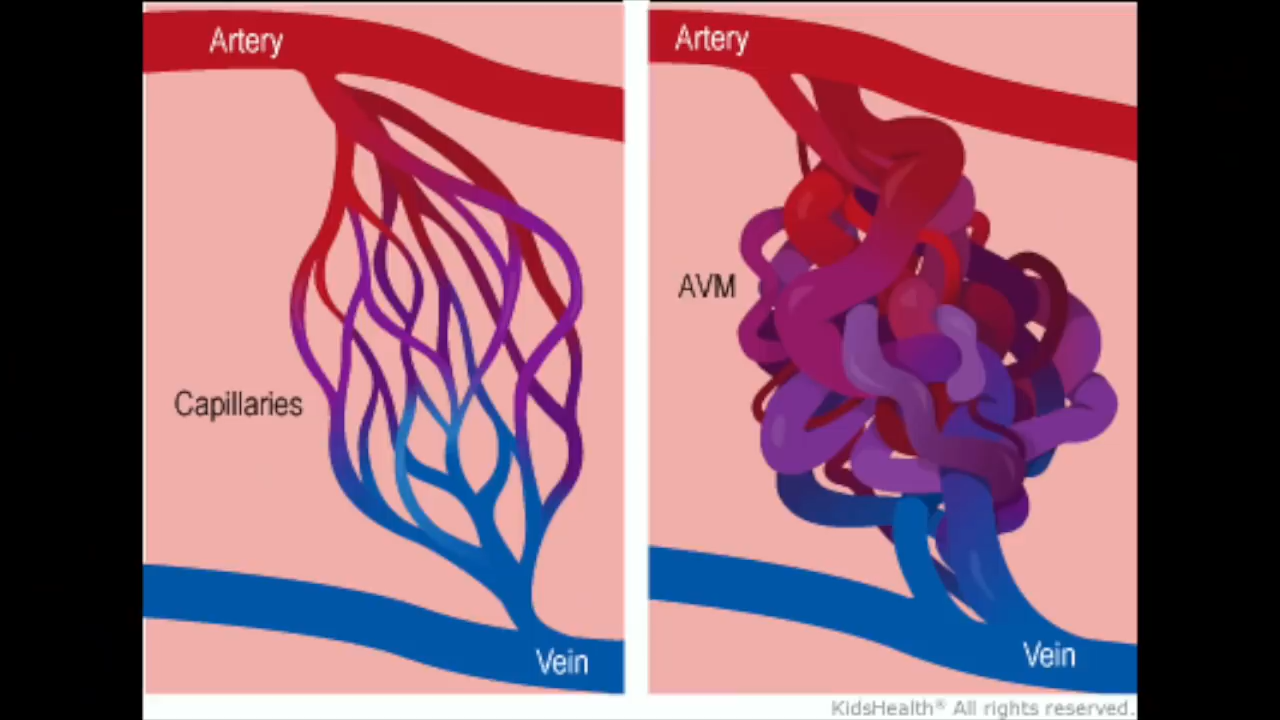 Artery
Capillaries
Vein
Artery
AVM
Vein
KidsHealth® All rights reserved.